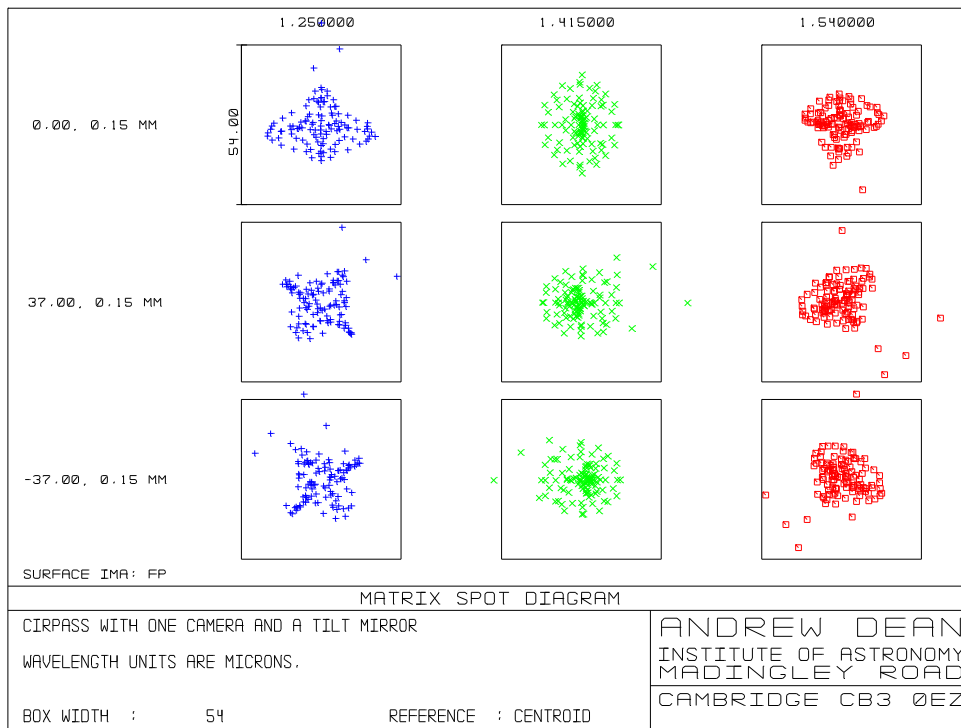 1.250000 1.415000 1.540000
0.00, 0.15 MM
54.00
37.00, 0.15 MM
-37.00, 0.15 MM
SURFACE IMA: FP
MATRIX SPOT DIAGRAM
CIRPASS WITH ONE CAMERA AND A TILT MIRROR
WAVELENGTH UNITS ARE MICRONS.
BOX WIDTH : 54 REFERENCE : CENTROID
ANDREW DEAN
INSTITUTE OF ASTRONOMY
MADINGLEY ROAD
CAMBRIDGE CB3 0EZ